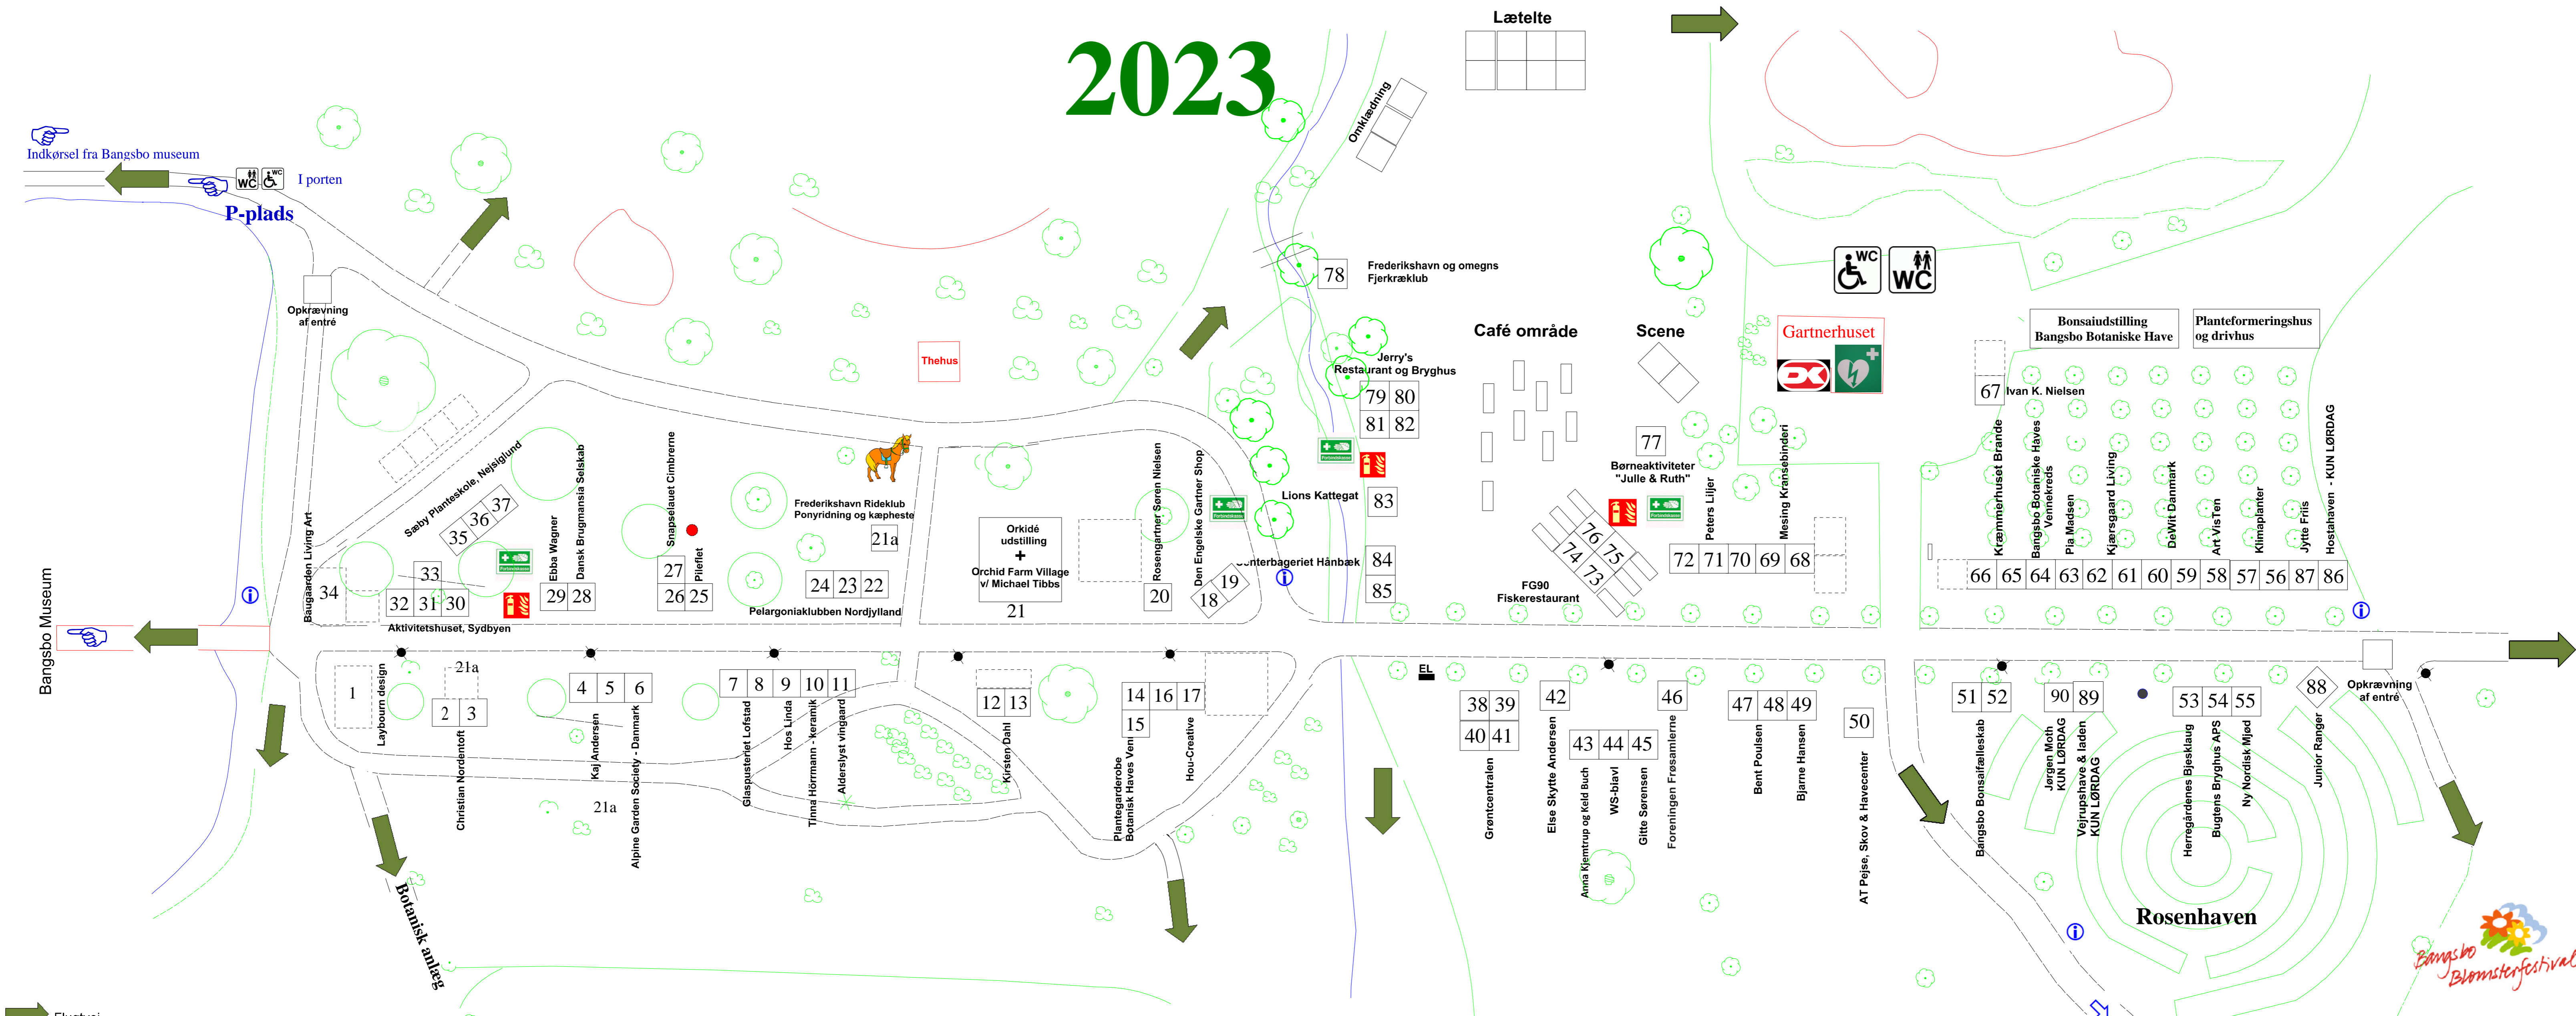 2023
Lætelte
Omklædning
Indkørsel fra Bangsbo museum
WC
WC
I porten
P-plads
Opkrævning
af entré
Thehus
78
Frederikshavn og omegns
Fjerkræklub
WC
WC
Café område
Scene
Gartnerhuset
DK
Bonsaiudstilling
Bangsbo Botaniske Have
Planteformeringshus
og drivhus
Jerry's
Restaurant og Bryghus
79 80
81 82
67
Ivan K. Nielsen
77
Børneaktiviteter
"Julle & Ruth"
Lions Kattegat
83
84
85
FG90
Fiskerestaurant
76 75
74 73
Peters Liljer
Mesing Kransebinderi
72 71 70 69 68
Kræmmerhuset Brande
Bangsbo Botaniske Haves
Vennekreds
Pia Madsen
Kjærsgaard Living
DeWit Danmark
Art VisTen
Klimaplanter
Jytte Friis
Hostahaven - KUN LØRDAG
66 65 64 63 62 61 60 59 58 57 56 87 86
Baugaarden Living Art
34
Sæby Planteskole, Nejsiglund
35 36 37
33
32 31 30
Aktivitetshuset, Sydbyen
Ebba Wagner
Dansk Brugmansia Selskab
29 28
Snapselauet Cimbrerne
Pileflet
27
26 25
Frederikshavn Rideklub
Ponyridning og kæpheste
21a
24 23 22
Pelargoniaklubben Nordjylland
Orkidé
udstilling
+
Orchid Farm Village
v/ Michael Tibbs
21
Rosengartner Søren Nielsen
20
Den Engelske Gartner Shop
19
18
Bangsbo Museum
1
Laybourn design
21a
2 3
Christian Nordentoft
4 5 6
Kaj Andersen
Alpine Garden Society - Danmark
21a
7 8 9 10 11
Glaspusteriet Lofstad
Hos Linda
Tinna Hörrmann - keramik
Alderslyst vingaard
12 13
Kirsten Dahl
14 16 17
15
Plantegarderobe
Botanisk Haves Veni
Hou-Creative
EL
38 39
40 41
Grøntcentralen
42
Else Skytte Andersen
43 44 45
Anna Kjemtrup og Keld Buch
WS-blavl
Gitte Sørensen
46
Foreningen Frøsamlerne
47 48 49
Bent Poulsen
Bjarne Hansen
50
AT Pejse, Skov & Havecenter
51 52
Bangsbo Bonsaifælleskab
90 89
Jørgen Moth
KUN LØRDAG
Vejrupshave & laden
KUN LØRDAG
53 54 55
Herregårdenes Bjesklaug
Bugtens Bryghus APS
Ny Nordisk Mjød
88
Junior Ranger
Opkrævning
af entré
Botanisk anlæg
Rosenhaven
Bangsbo
Blomsterfestival